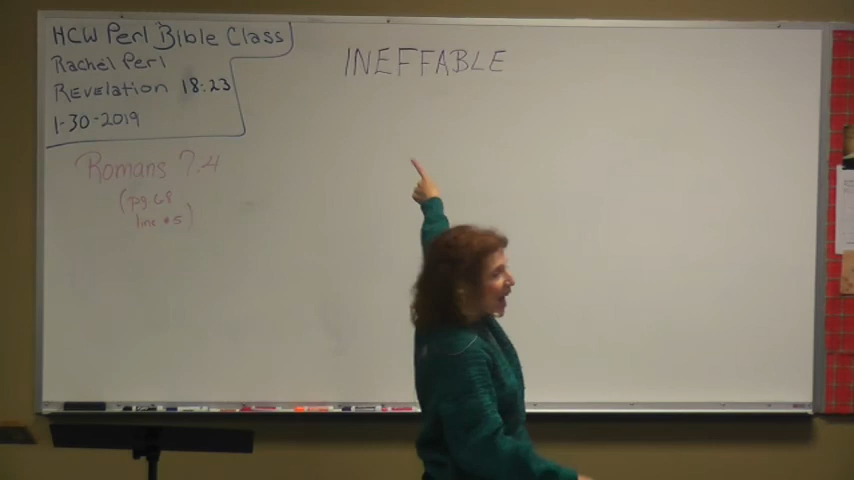 HCW Perl Bible Class
Rachel Perl
Revelation 18:23
1-30-2019
INEFFABLE
Romans 7.4
(pg. 68
line #5)